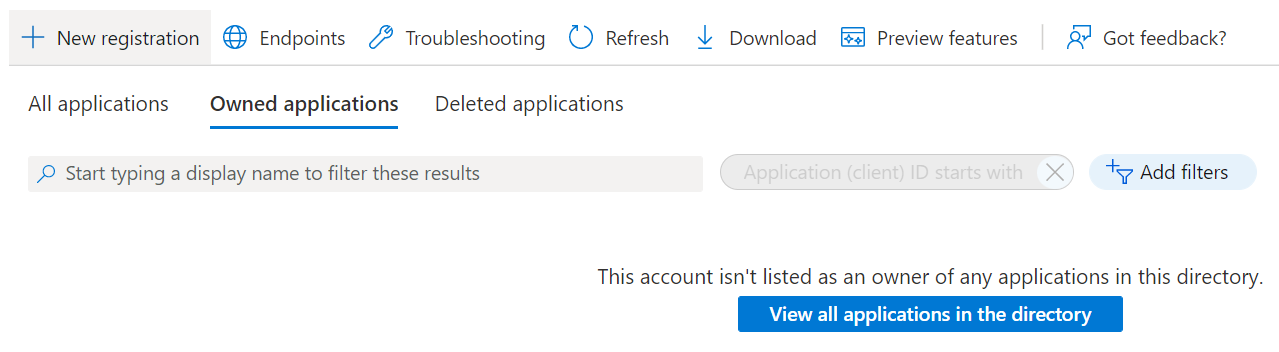 New registration Endpoints Troubleshooting Refresh Download Preview features Got feedback?
All applications Owned applications Deleted applications
Start typing a display name to filter these results Application (client) ID starts with Add filters
This account isn't listed as an owner of any applications in this directory.
View all applications in the directory